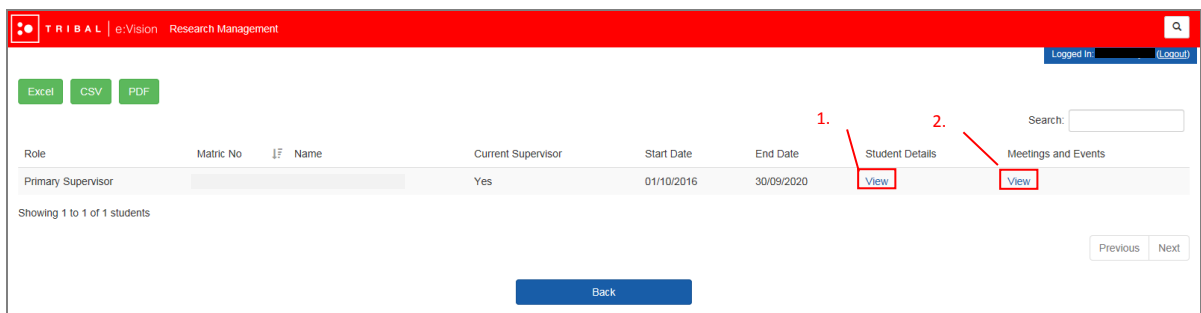 TRIBAL e:Vision Research Management
Logged In: (Logout)
Excel CSV PDF
1. 2. Search:
Role Matric No Name Current Supervisor Start Date End Date Student Details Meetings and Events
Primary Supervisor Yes 01/10/2016 30/09/2020 View View
Showing 1 to 1 of 1 students
Previous Next
Back